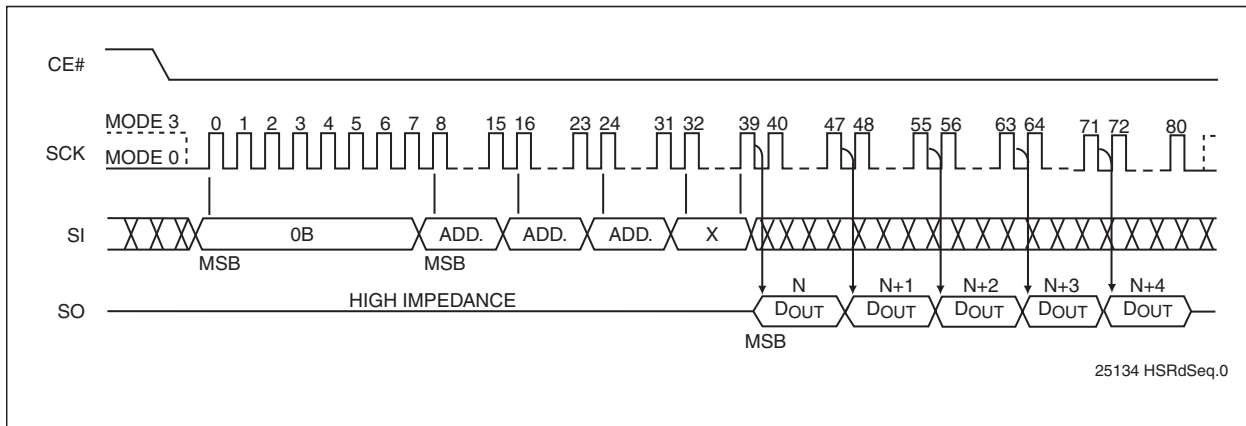 CE#
MODE 3
0 1 2 3 4 5 6 7 8 15 16 23 24 31 32 39 40 47 48 55 56 63 64 71 72 80
SCK
MODE 0
SI
0B
ADD.
ADD.
ADD.
X
MSB
MSB
HIGH IMPEDANCE
N
N+1
N+2
N+3
N+4
SO
DOUT
DOUT
DOUT
DOUT
DOUT
MSB
25134 HSRdSeq.0